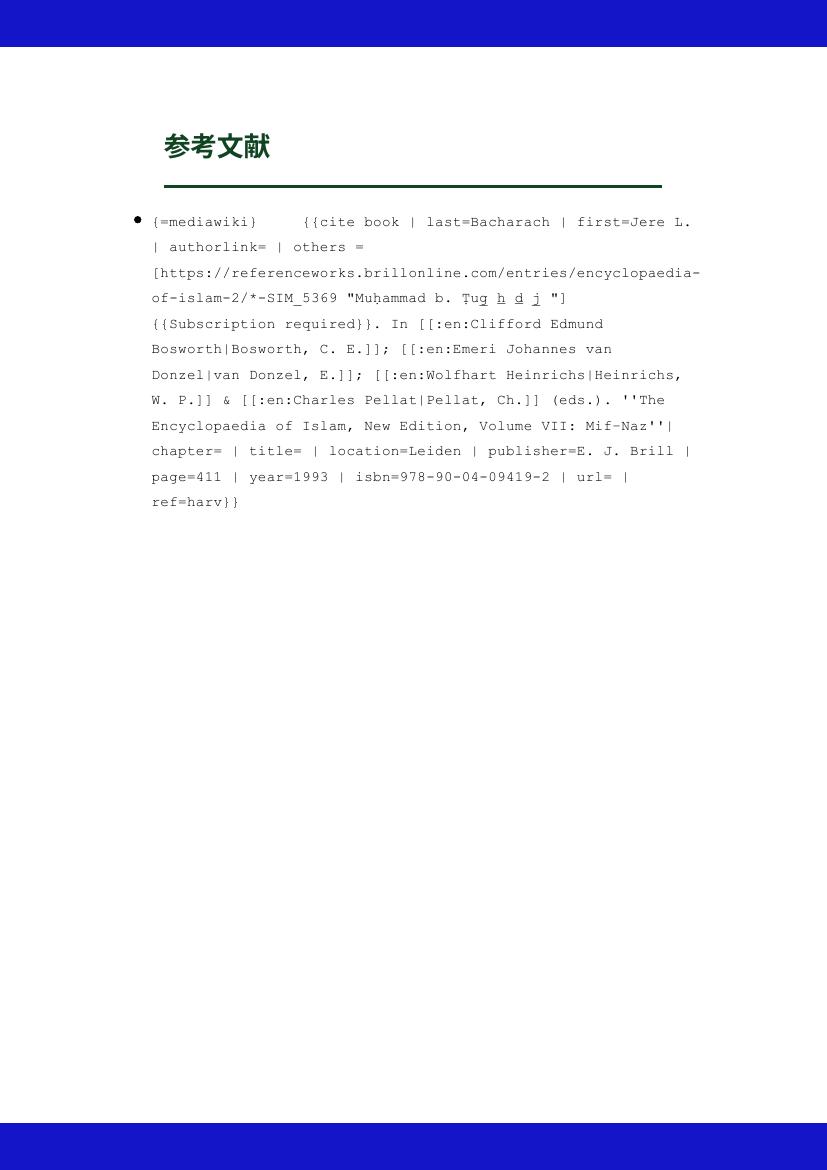 参考文献
{=mediawiki} {{cite book | last=Bacharach | first=Jere L.
| authorlink= | others =
[https://referenceworks.brillonline.com/entries/encyclopaedia-
of-islam-2/*-SIM_5369 "Muḥammad b. Ṭug̲ h̲ d̲ j̲ "]
{{Subscription required}}. In [[:en:Clifford Edmund
Bosworth|Bosworth, C. E.]]; [[:en:Emeri Johannes van
Donzel|van Donzel, E.]]; [[:en:Wolfhart Heinrichs|Heinrichs,
W. P.]] & [[:en:Charles Pellat|Pellat, Ch.]] (eds.). ''The
Encyclopaedia of Islam, New Edition, Volume VII: Mif–Naz''|
chapter= | title= | location=Leiden | publisher=E. J. Brill |
page=411 | year=1993 | isbn=978-90-04-09419-2 | url= |
ref=harv}}